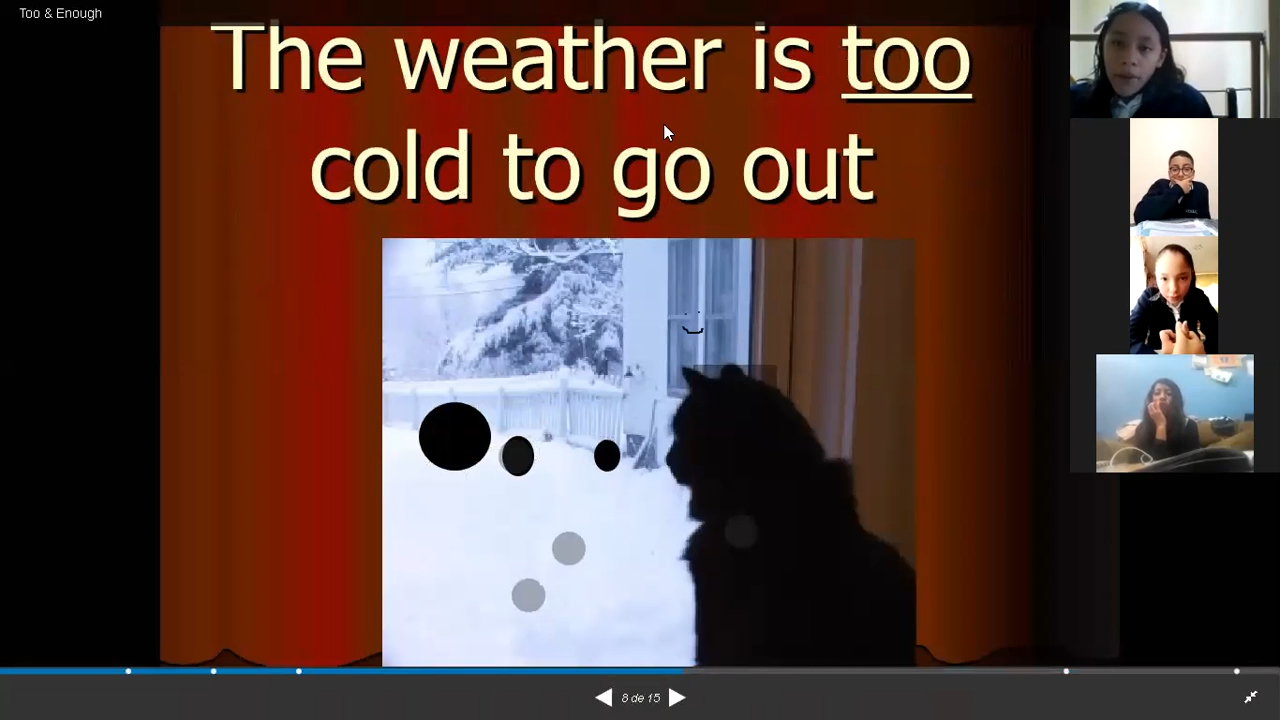 Too & Enough
The weather is too
cold to go out
8 de 15